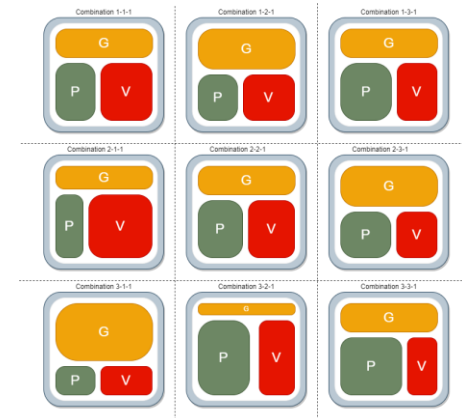 Combination 1-1-1 Combination 1-2-1 Combination 1-3-1
G G G
P V P V P V
Combination 2-1-1 Combination 2-2-1 Combination 2-3-1
G G G
P V P V P V
Combination 3-1-1 Combination 3-2-1 Combination 3-3-1
G G G
P V P V P V